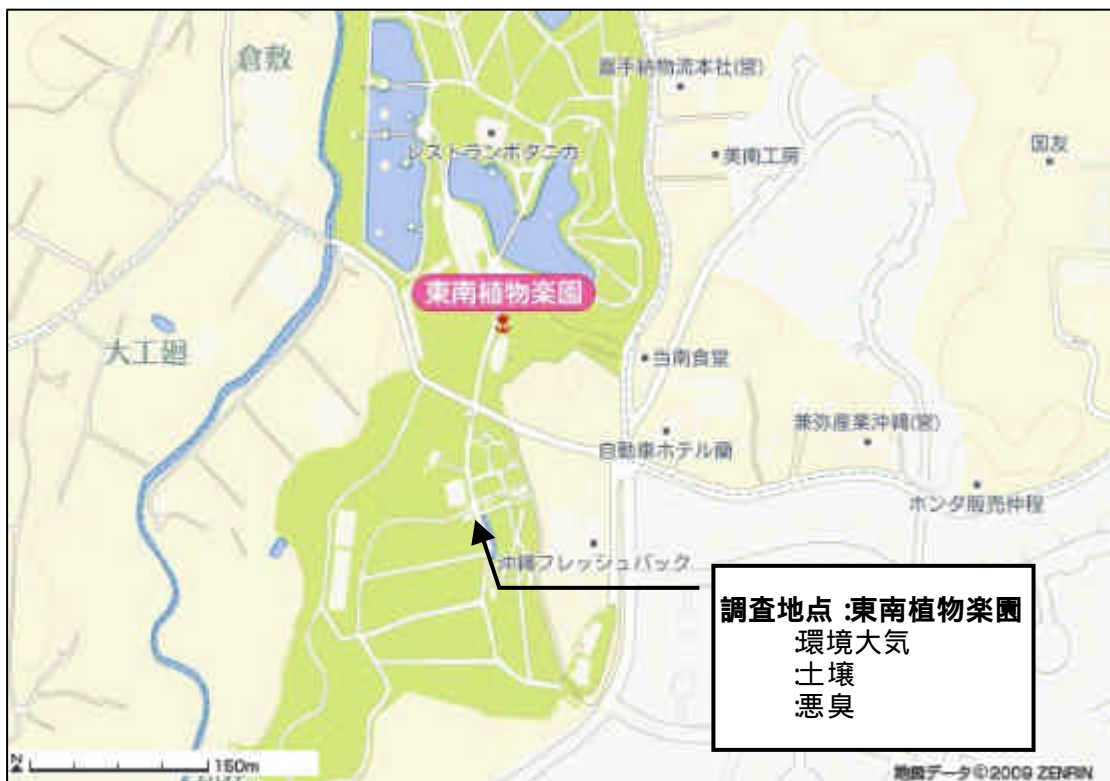 倉敷
嘉手納物流本社(営)
国友
美南工房
レストランボタニカ
東南植物楽園
大工廻
当南食堂
兼弥産業沖縄(営)
自動車ホテル蘭
ホンダ販売仲程
沖縄フレッシュパック
調査地点 :東南植物楽園
:環境大気
:土壌
:悪臭
N
150m
地図データ©2009 ZENRIN